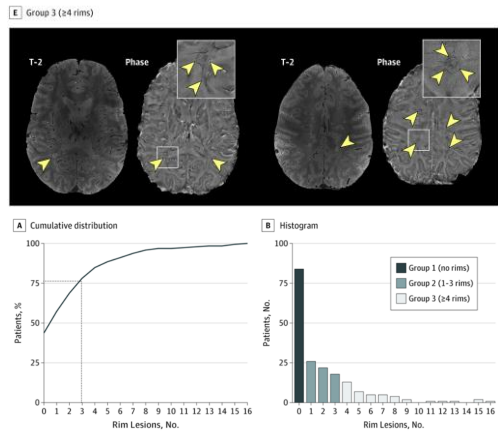 E Group 3 (≥4 rims)
T-2 Phase T-2 Phase
A Cumulative distribution
100
75
50
25
0
Patients, %
0 1 2 3 4 5 6 7 8 9 10 11 12 13 14 15 16
Rim Lesions, No.
B Histogram
100
75
50
25
0
Patients, No.
Group 1 (no rims)
Group 2 (1-3 rims)
Group 3 (≥4 rims)
0 1 2 3 4 5 6 7 8 9 10 11 12 13 14 15 16
Rim Lesions, No.